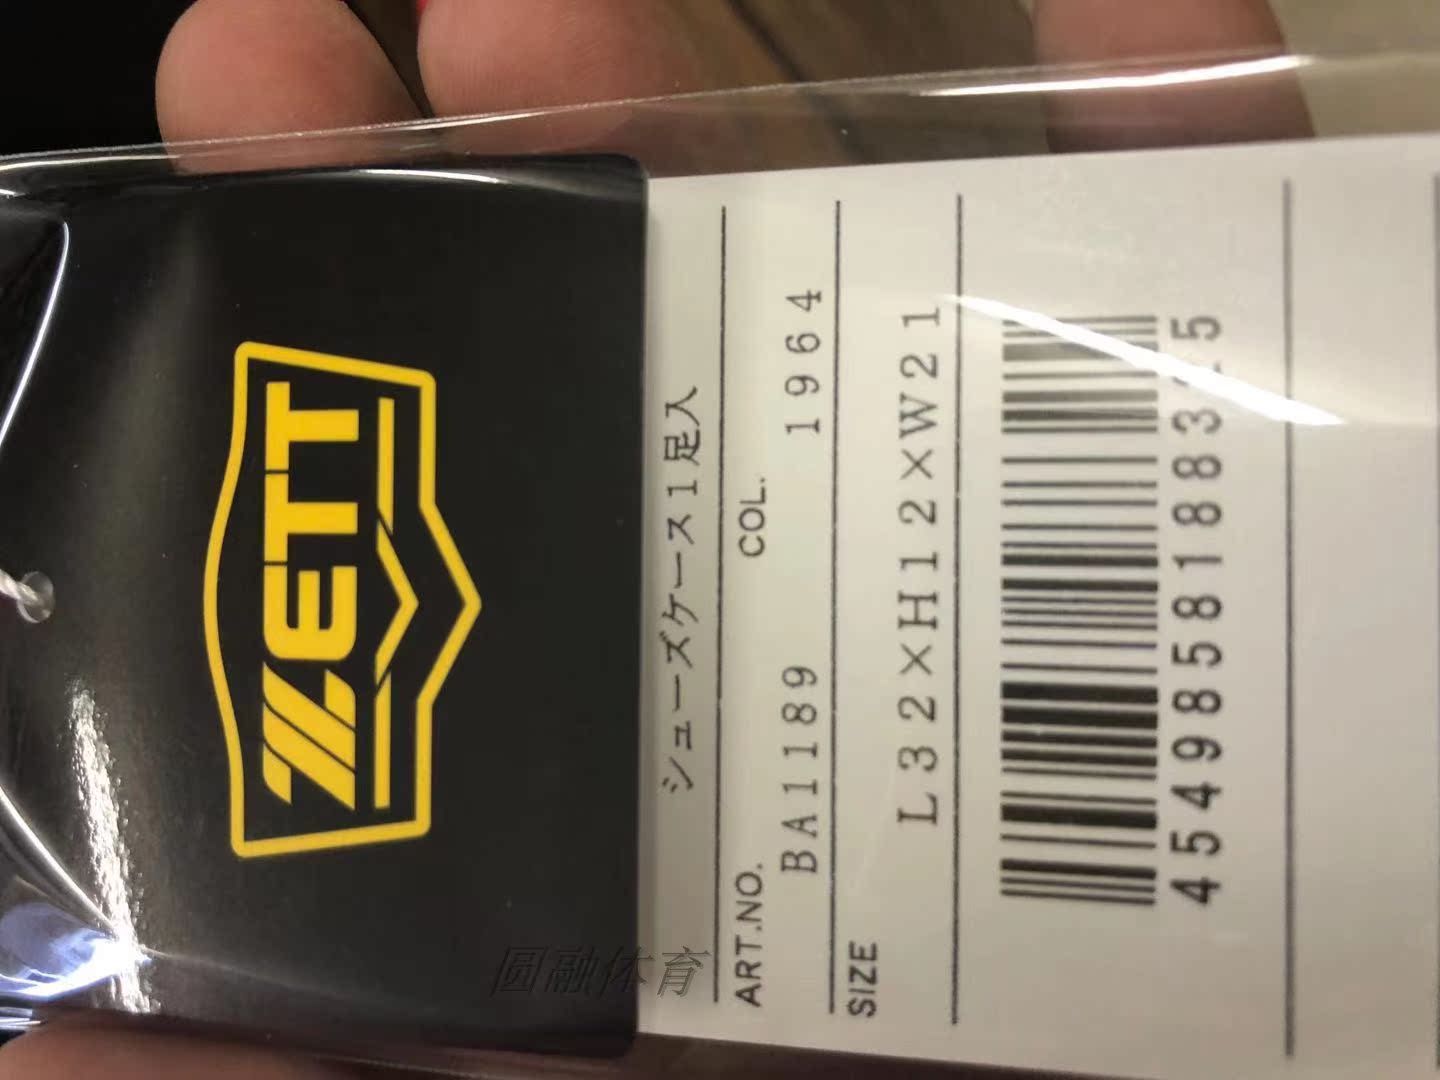 ZETT
シューズケース1足入
ART.NO. COL.
BA1189 1964
SIZE
L32×H12×W21
4549858188325
圆融体育